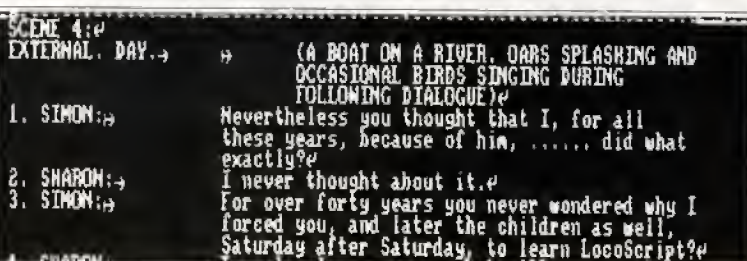 SCENE 4:
EXTERNAL. DAY. (A BOAT ON A RIVER. OARS SPLASHING AND
OCCASIONAL BIRDS SINGING DURING
FOLLOWING DIALOGUE)
1. SIMON: Nevertheless you thought that I, for all
these years, because of him, ...... did what
exactly?
2. SHARON: I never thought about it.
3. SIMON: For over forty years you never wondered why I
forced you, and later the children as well,
Saturday after Saturday, to learn LocoScript?